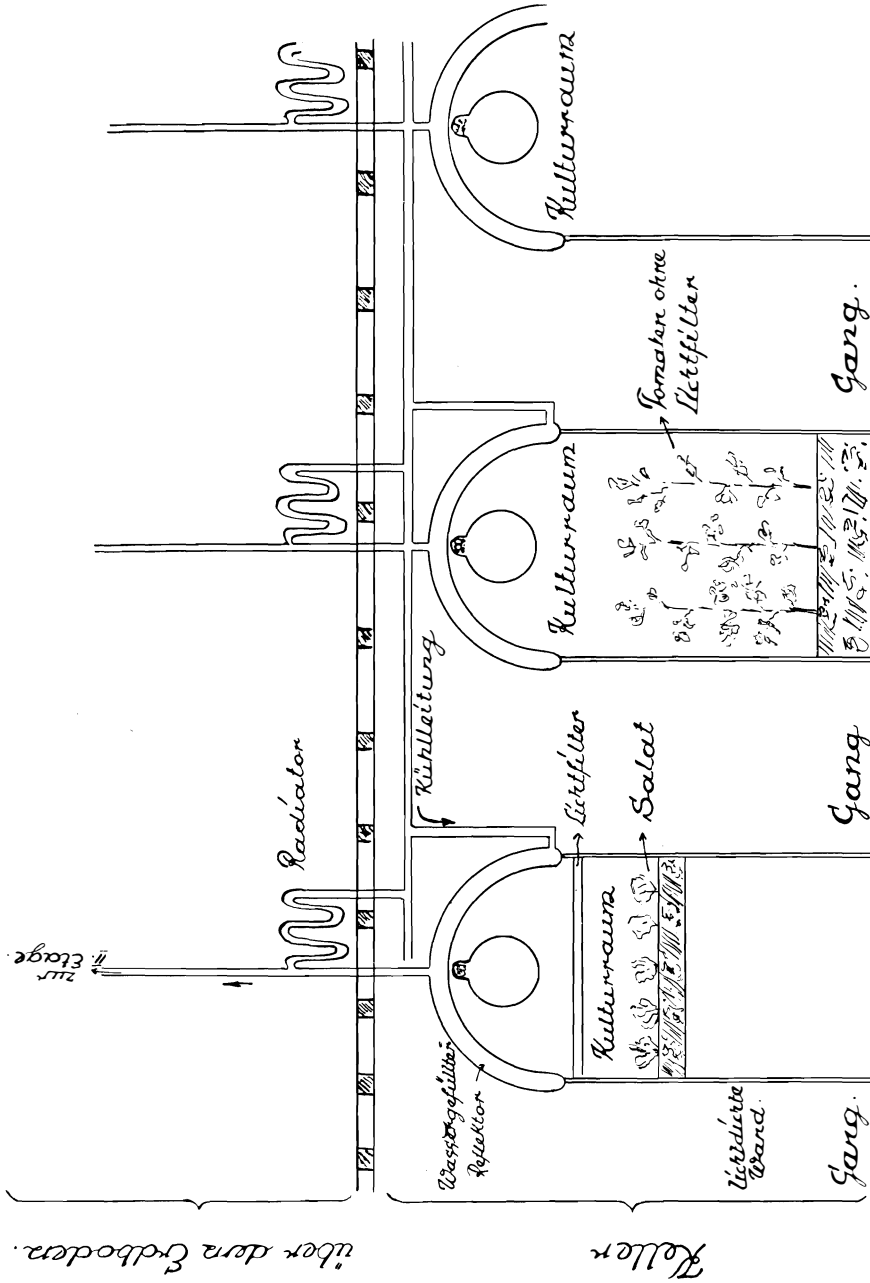 zur
II. Etage.
Radiator
über dem Erdboden.
Kühlleitung
Wassergefüllter
Reflektor
Kulturraum
Kulturraum
Kulturraum
Lichtfilter
Salat
Tomaten ohne
Lichtfilter
Lichtdichte
Wand.
Gang.
Gang
Gang.
Keller